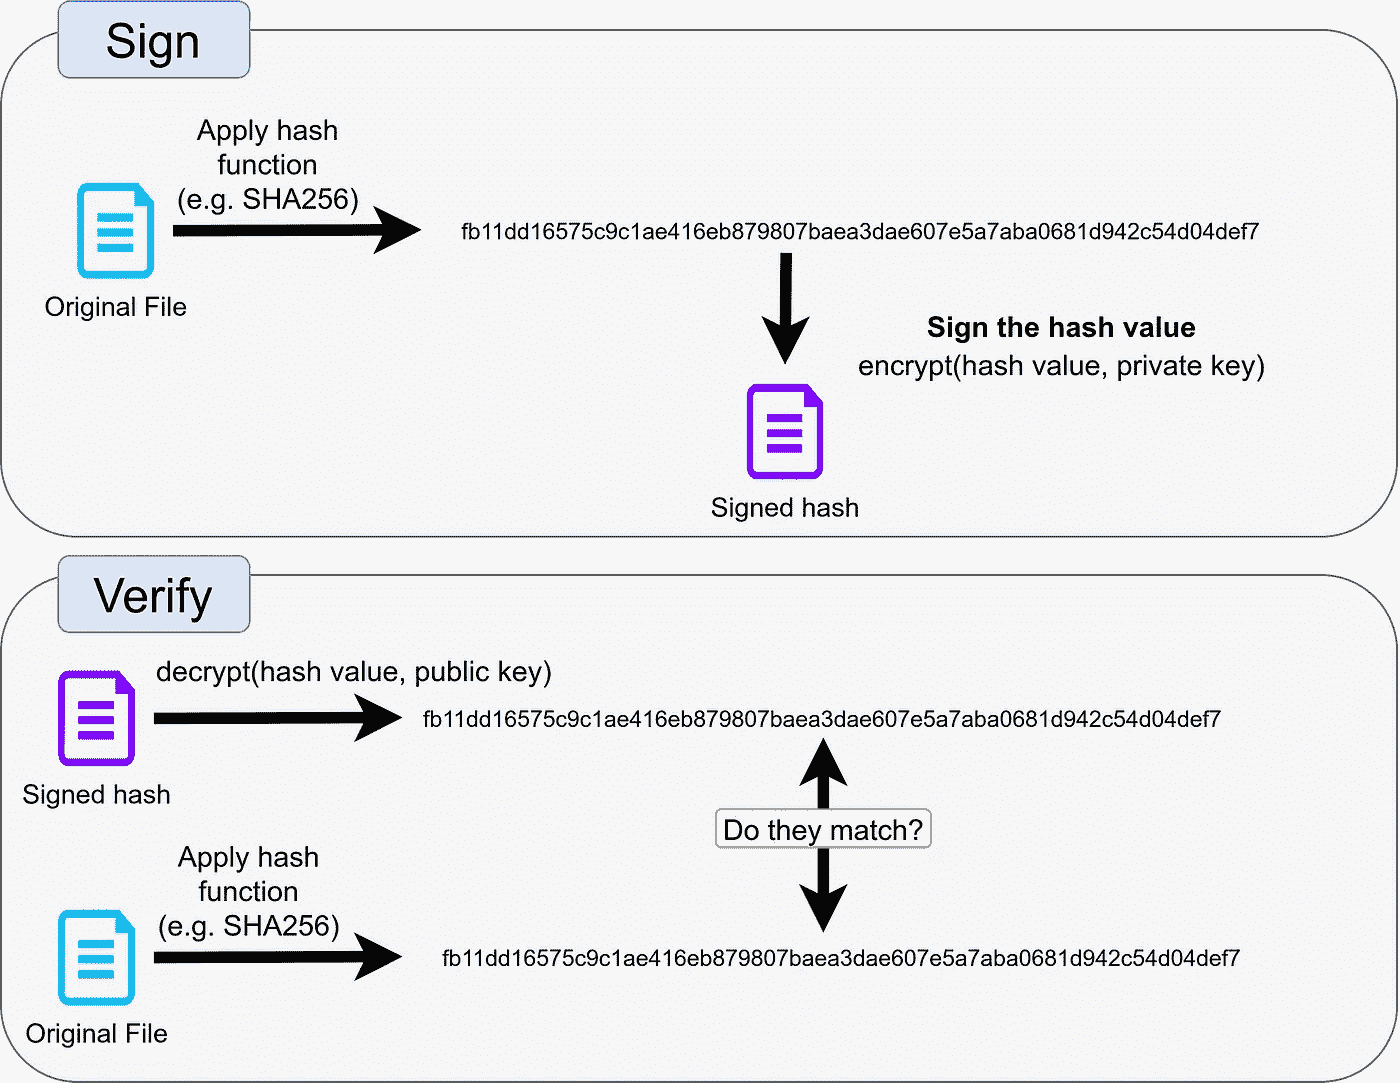 Sign
Apply hash
function
(e.g. SHA256)
fb11dd16575c9c1ae416eb879807baea3dae607e5a7aba0681d942c54d04def7
Original File
Sign the hash value
encrypt(hash value, private key)
Signed hash
Verify
decrypt(hash value, public key)
fb11dd16575c9c1ae416eb879807baea3dae607e5a7aba0681d942c54d04def7
Signed hash
Do they match?
Apply hash
function
(e.g. SHA256)
fb11dd16575c9c1ae416eb879807baea3dae607e5a7aba0681d942c54d04def7
Original File